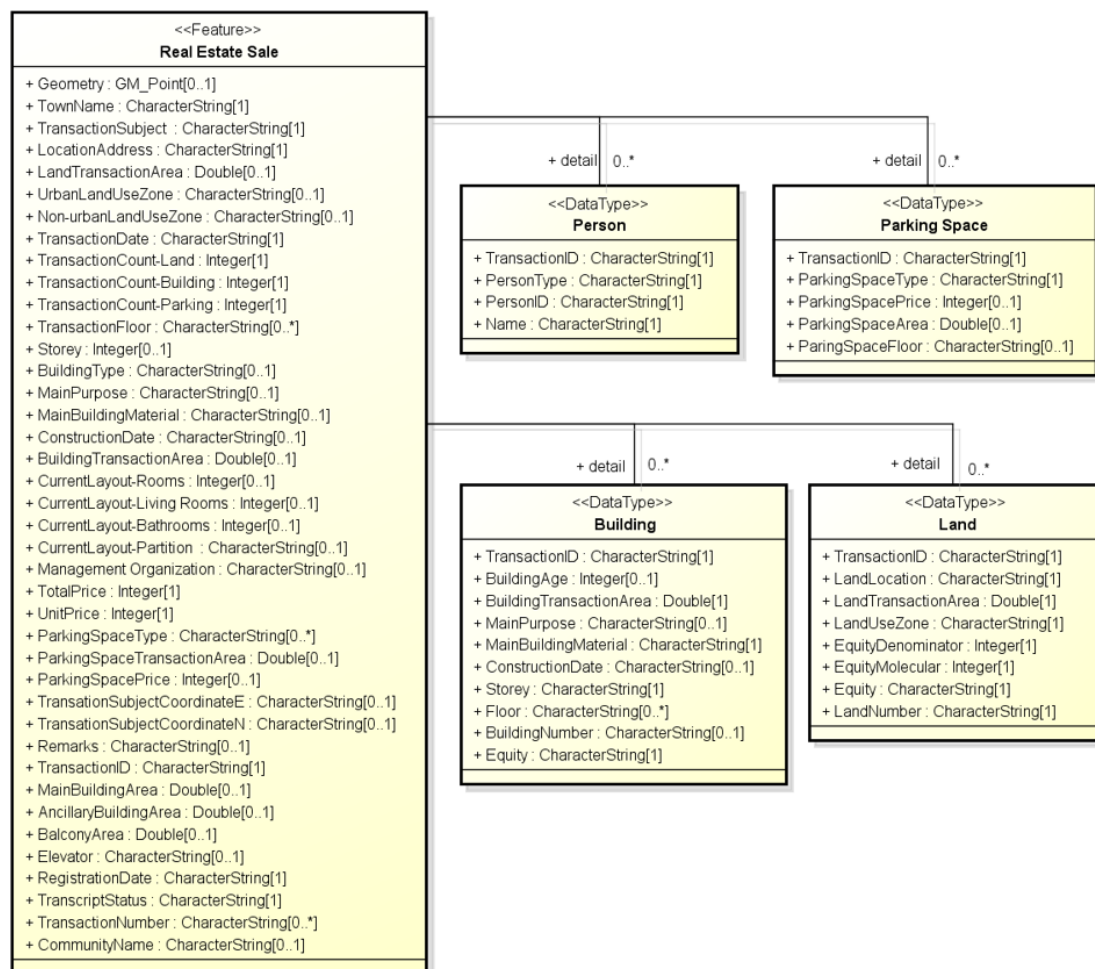 <<Feature>>
Real Estate Sale
+ Geometry : GM_Point[0..1]
+ TownName : CharacterString[1]
+ TransactionSubject : CharacterString[1]
+ LocationAddress : CharacterString[1]
+ LandTransactionArea : Double[0..1]
+ UrbanLandUseZone : CharacterString[0..1]
+ Non-urbanLandUseZone : CharacterString[0..1]
+ TransactionDate : CharacterString[1]
+ TransactionCount-Land : Integer[1]
+ TransactionCount-Building : Integer[1]
+ TransactionCount-Parking : Integer[1]
+ TransactionFloor : CharacterString[0..*]
+ Storey : Integer[0..1]
+ BuildingType : CharacterString[0..1]
+ MainPurpose : CharacterString[0..1]
+ MainBuildingMaterial : CharacterString[0..1]
+ ConstructionDate : CharacterString[0..1]
+ BuildingTransactionArea : Double[0..1]
+ CurrentLayout-Rooms : Integer[0..1]
+ CurrentLayout-Living Rooms : Integer[0..1]
+ CurrentLayout-Bathrooms : Integer[0..1]
+ CurrentLayout-Partition : CharacterString[0..1]
+ Management Organization : CharacterString[0..1]
+ TotalPrice : Integer[1]
+ UnitPrice : Integer[1]
+ ParkingSpaceType : CharacterString[0..*]
+ ParkingSpaceTransactionArea : Double[0..1]
+ ParkingSpacePrice : Integer[0..1]
+ TransationSubjectCoordinateE : CharacterString[0..1]
+ TransationSubjectCoordinateN : CharacterString[0..1]
+ Remarks : CharacterString[0..1]
+ TransactionID : CharacterString[1]
+ MainBuildingArea : Double[0..1]
+ AncillaryBuildingArea : Double[0..1]
+ BalconyArea : Double[0..1]
+ Elevator : CharacterString[0..1]
+ RegistrationDate : CharacterString[1]
+ TranscriptStatus : CharacterString[1]
+ TransactionNumber : CharacterString[0..*]
+ CommunityName : CharacterString[0..1]
+ detail 0..*
<<DataType>>
Person
+ TransactionID : CharacterString[1]
+ PersonType : CharacterString[1]
+ PersonID : CharacterString[1]
+ Name : CharacterString[1]
+ detail 0..*
<<DataType>>
Parking Space
+ TransactionID : CharacterString[1]
+ ParkingSpaceType : CharacterString[1]
+ ParkingSpacePrice : Integer[0..1]
+ ParkingSpaceArea : Double[0..1]
+ ParingSpaceFloor : CharacterString[0..1]
+ detail 0..*
<<DataType>>
Building
+ TransactionID : CharacterString[1]
+ BuildingAge : Integer[0..1]
+ BuildingTransactionArea : Double[1]
+ MainPurpose : CharacterString[0..1]
+ MainBuildingMaterial : CharacterString[1]
+ ConstructionDate : CharacterString[0..1]
+ Storey : CharacterString[1]
+ Floor : CharacterString[0..*]
+ BuildingNumber : CharacterString[0..1]
+ Equity : CharacterString[1]
+ detail 0..*
<<DataType>>
Land
+ TransactionID : CharacterString[1]
+ LandLocation : CharacterString[1]
+ LandTransactionArea : Double[1]
+ LandUseZone : CharacterString[1]
+ EquityDenominator : Integer[1]
+ EquityMolecular : Integer[1]
+ Equity : CharacterString[1]
+ LandNumber : CharacterString[1]